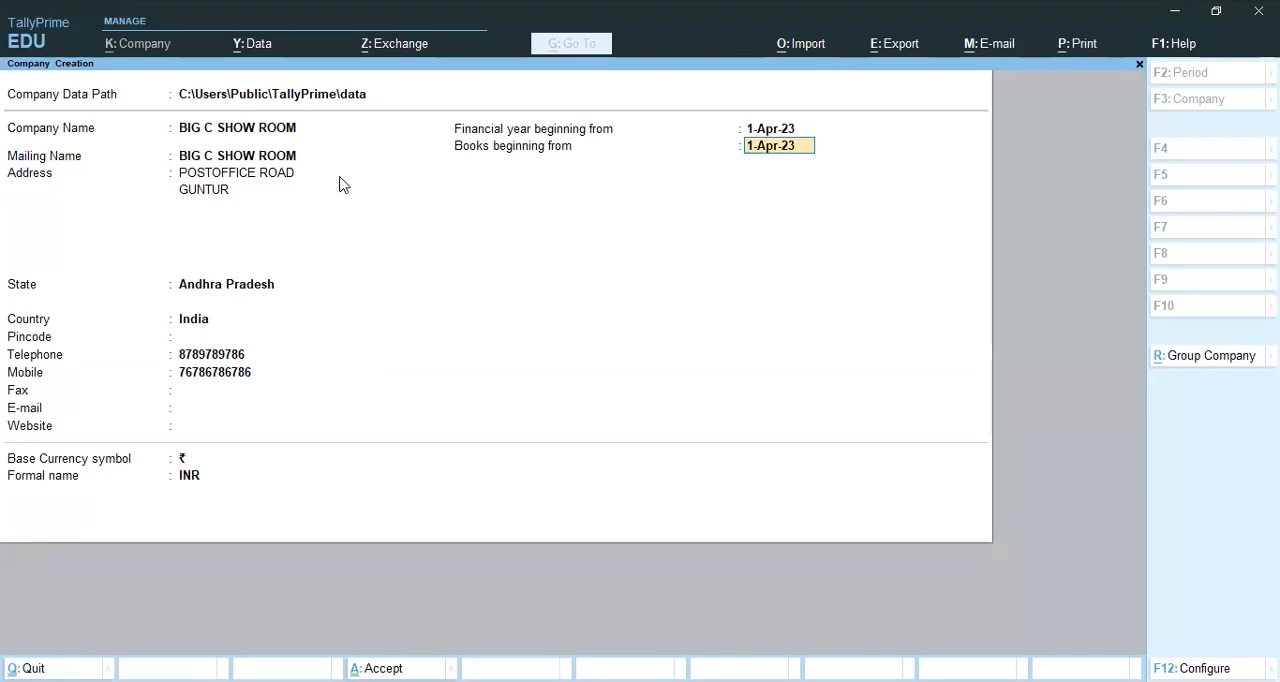 TallyPrime
EDU
MANAGE
K: Company
Y: Data
Z: Exchange
G: Go To
O: Import
E: Export
M: E-mail
P: Print
F1: Help
Company Creation
Company Data Path : C:\Users\Public\TallyPrime\data
Company Name : BIG C SHOW ROOM
Financial year beginning from : 1-Apr-23
Books beginning from : 1-Apr-23
Mailing Name : BIG C SHOW ROOM
Address : POSTOFFICE ROAD
GUNTUR
State : Andhra Pradesh
Country : India
Pincode :
Telephone : 8789789786
Mobile : 76786786786
Fax :
E-mail :
Website :
Base Currency symbol : ₹
Formal name : INR
F2: Period
F3: Company
F4
F5
F6
F7
F8
F9
F10
R: Group Company
Q: Quit
A: Accept
F12: Configure